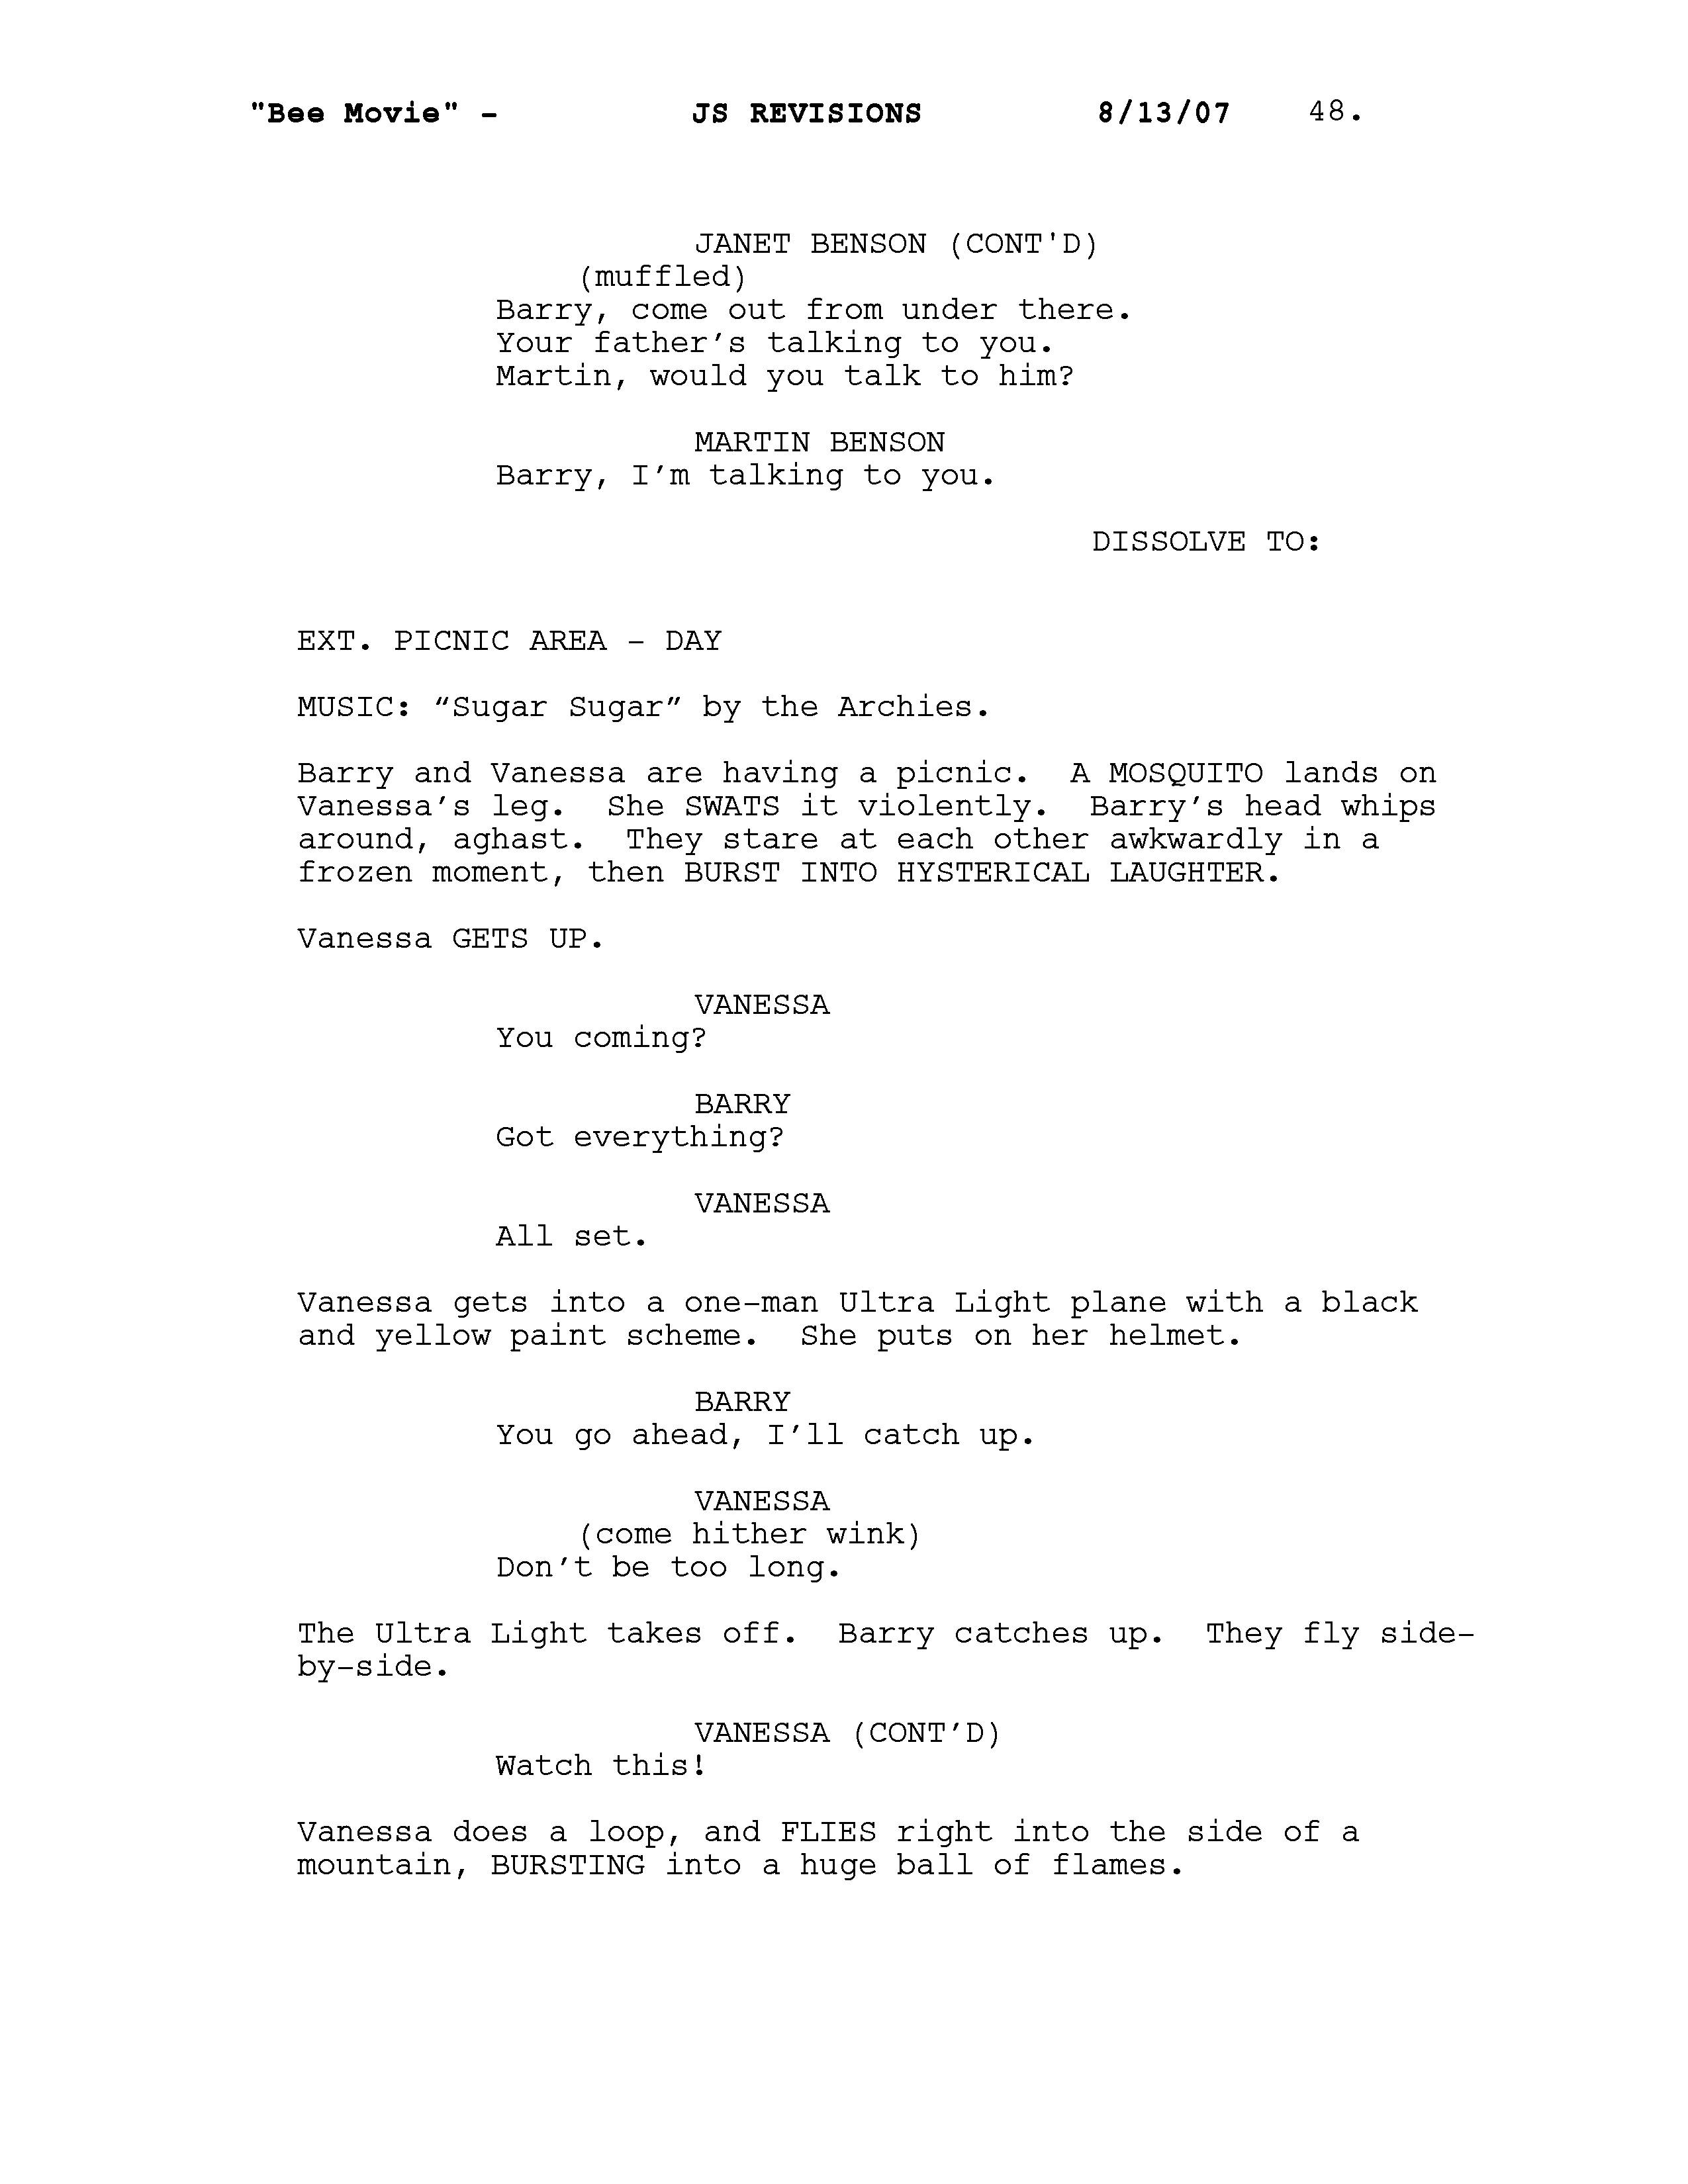 "Bee Movie" - JS REVISIONS 8/13/07 48.
JANET BENSON (CONT'D)
(muffled)
Barry, come out from under there.
Your father’s talking to you.
Martin, would you talk to him?
MARTIN BENSON
Barry, I’m talking to you.
DISSOLVE TO:
EXT. PICNIC AREA - DAY
MUSIC: “Sugar Sugar” by the Archies.
Barry and Vanessa are having a picnic. A MOSQUITO lands on
Vanessa’s leg. She SWATS it violently. Barry’s head whips
around, aghast. They stare at each other awkwardly in a
frozen moment, then BURST INTO HYSTERICAL LAUGHTER.
Vanessa GETS UP.
VANESSA
You coming?
BARRY
Got everything?
VANESSA
All set.
Vanessa gets into a one-man Ultra Light plane with a black
and yellow paint scheme. She puts on her helmet.
BARRY
You go ahead, I’ll catch up.
VANESSA
(come hither wink)
Don’t be too long.
The Ultra Light takes off. Barry catches up. They fly side-
by-side.
VANESSA (CONT’D)
Watch this!
Vanessa does a loop, and FLIES right into the side of a
mountain, BURSTING into a huge ball of flames.